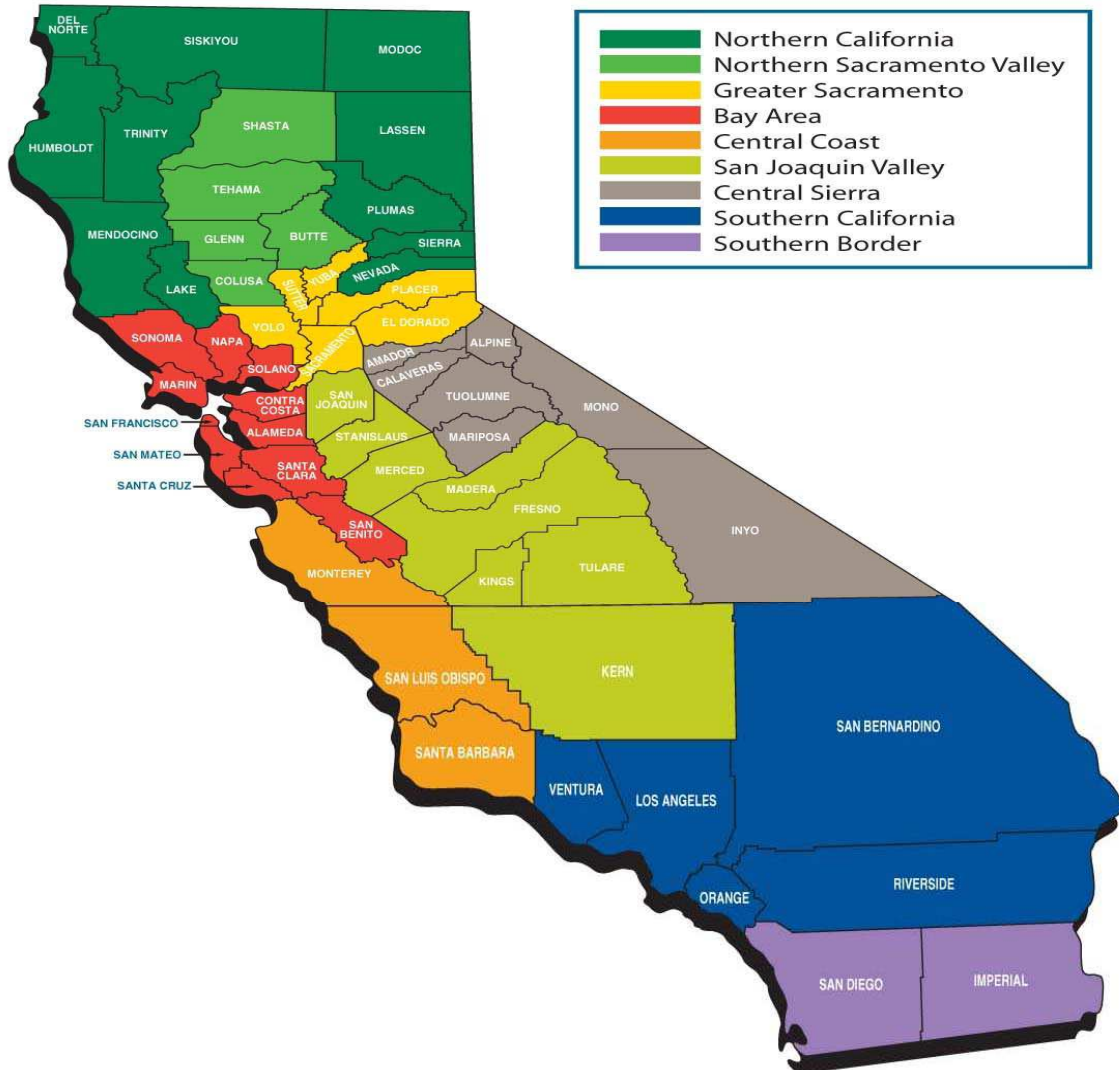 DEL
NORTE
SISKIYOU
MODOC
Northern California
Northern Sacramento Valley
Greater Sacramento
Bay Area
Central Coast
San Joaquin Valley
Central Sierra
Southern California
Southern Border
HUMBOLDT
TRINITY
SHASTA
LASSEN
TEHAMA
PLUMAS
MENDOCINO
GLENN
BUTTE
SIERRA
LAKE
COLUSA
SUTTER
YUBA
NEVADA
PLACER
SONOMA
NAPA
YOLO
EL DORADO
SACRAMENTO
SOLANO
MARIN
AMADOR
ALPINE
CALAVERAS
CONTRA
COSTA
SAN
JOAQUIN
TUOLUMNE
MONO
SAN FRANCISCO
ALAMEDA
STANISLAUS
MARIPOSA
SAN MATEO
SANTA
CLARA
MERCED
SANTA CRUZ
MADERA
FRESNO
SAN
BENITO
INYO
MONTEREY
KINGS
TULARE
SAN LUIS OBISPO
KERN
SANTA BARBARA
SAN BERNARDINO
VENTURA
LOS ANGELES
ORANGE
RIVERSIDE
SAN DIEGO
IMPERIAL